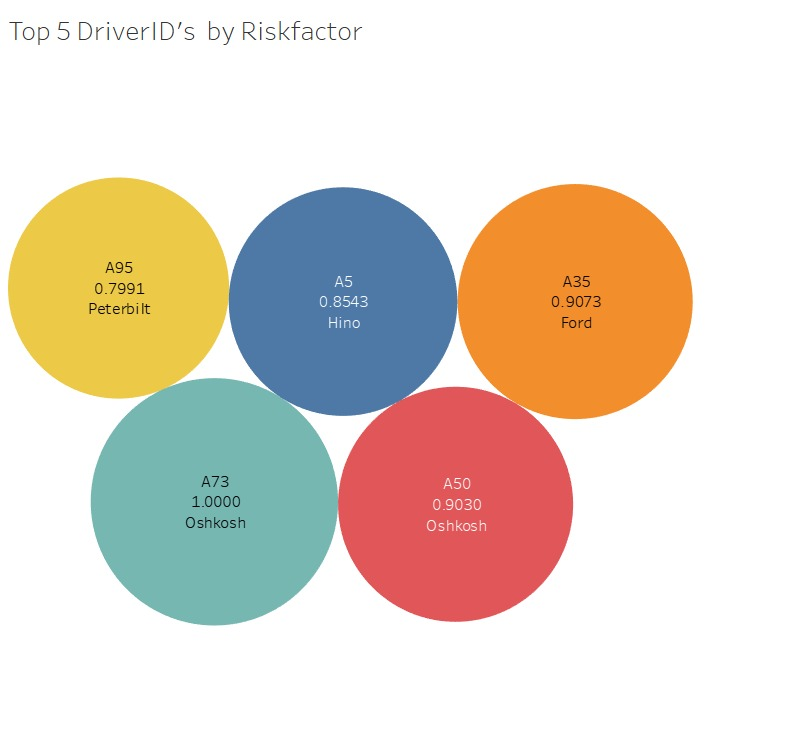 Top 5 DriverID's by Riskfactor
A95
0.7991
Peterbilt
A5
0.8543
Hino
A35
0.9073
Ford
A73
1.0000
Oshkosh
A50
0.9030
Oshkosh